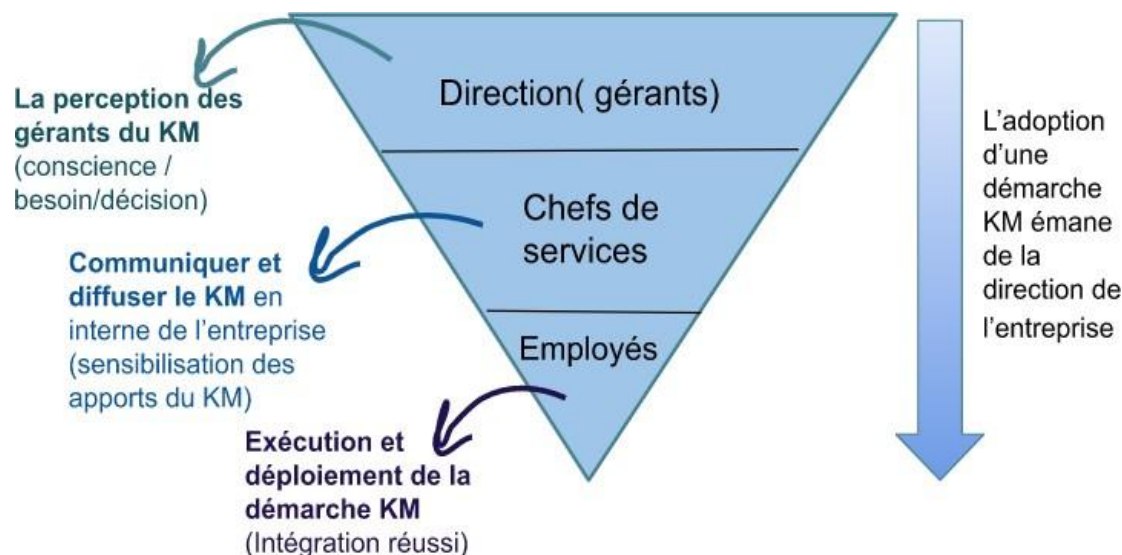 Direction( gérants)
La perception des
gérants du KM
(conscience /
besoin/décision)
Chefs de
services
Communiquer et
diffuser le KM en
interne de l'entreprise
(sensibilisation des
apports du KM)
Employés
Exécution et
déploiement de la
démarche KM
(Intégration réussi)
L'adoption
d'une
démarche
KM émane
de la
direction de
l'entreprise